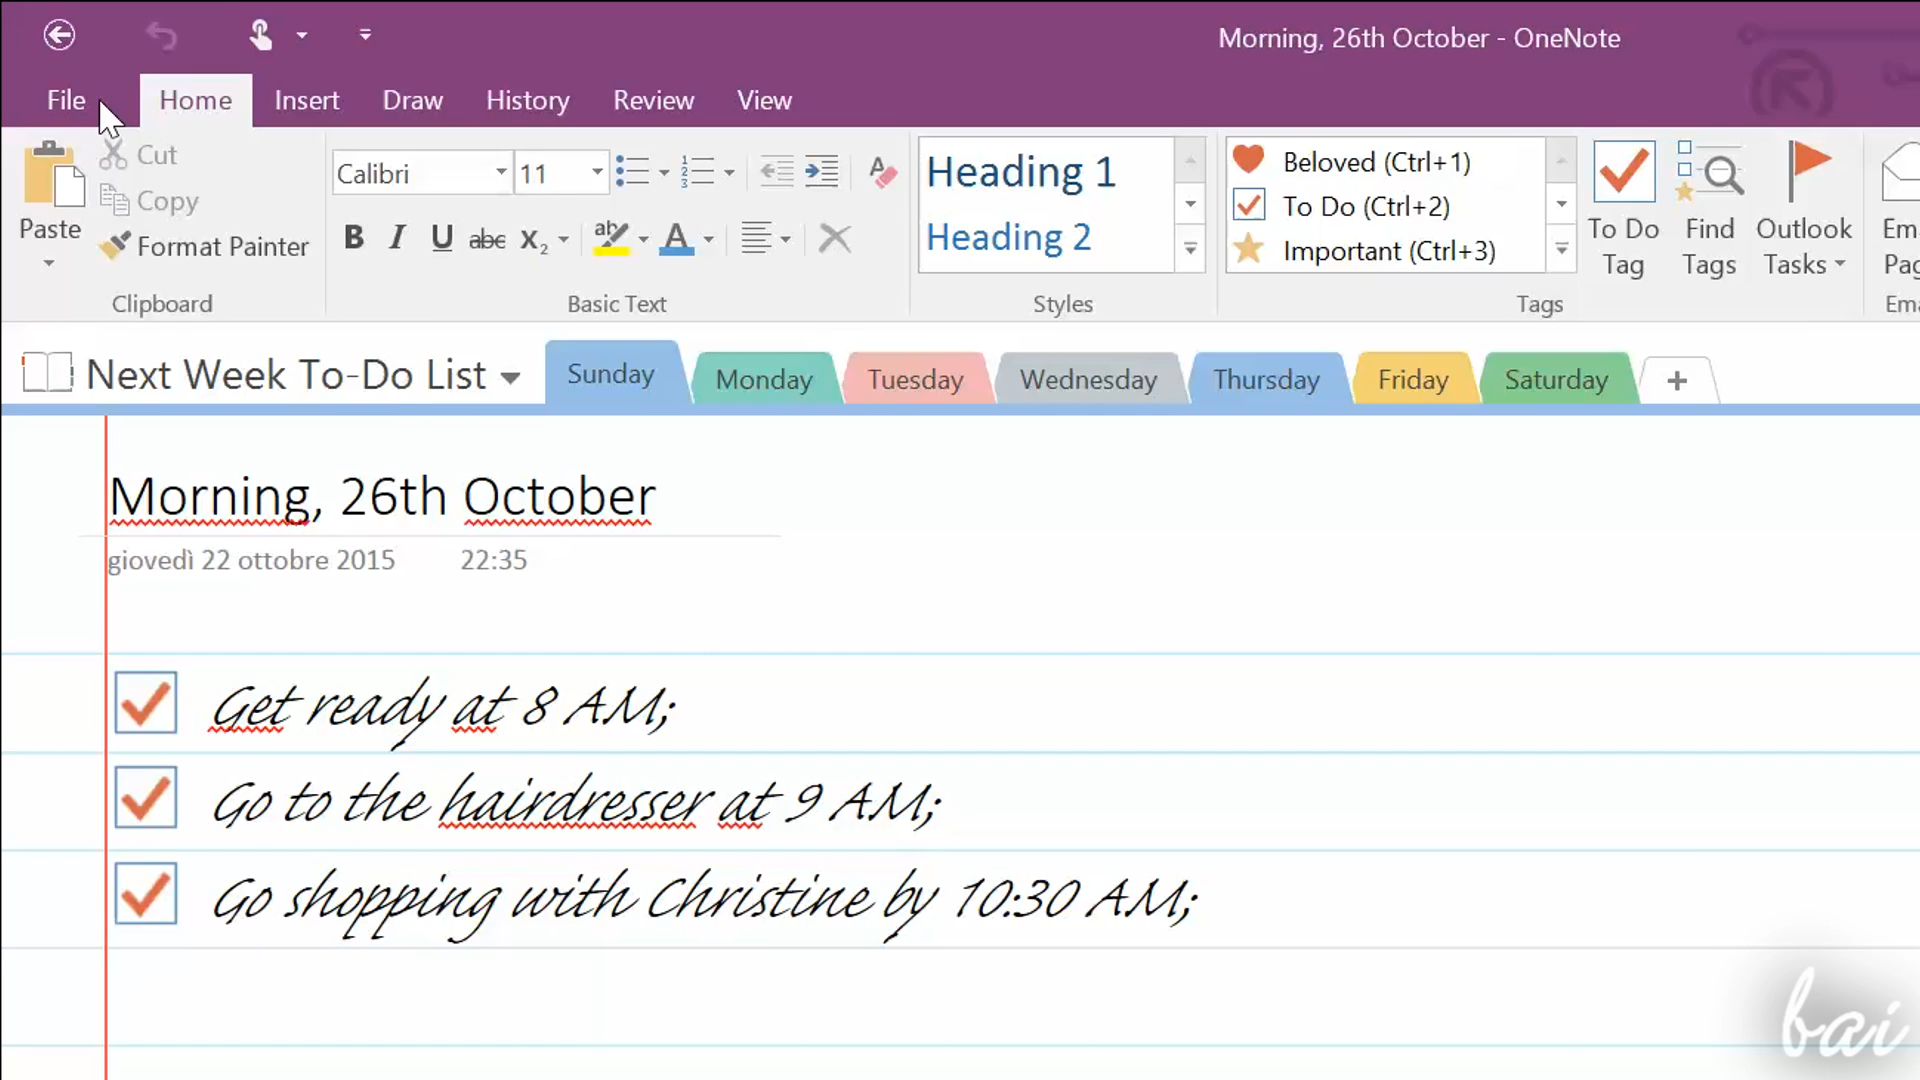 Morning, 26th October - OneNote
File Home Insert Draw History Review View
Paste
Cut
Copy
Format Painter
Clipboard
Calibri 11
B I U abc X₂ ab A
Basic Text
Heading 1
Heading 2
Styles
Beloved (Ctrl+1)
To Do (Ctrl+2)
Important (Ctrl+3)
To Do
Tag
Find
Tags
Outlook
Tasks
Tags
Next Week To-Do List Sunday Monday Tuesday Wednesday Thursday Friday Saturday +
Morning, 26th October
giovedì 22 ottobre 2015 22:35
Get ready at 8 AM;
Go to the hairdresser at 9 AM;
Go shopping with Christine by 10:30 AM;
bai